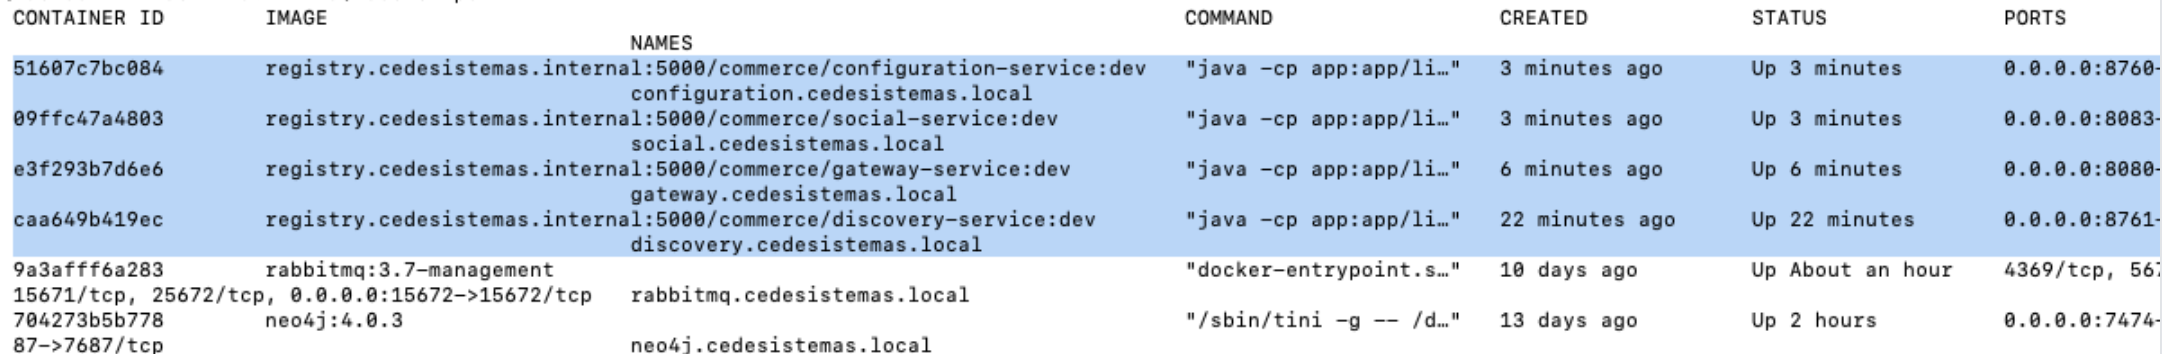 CONTAINER ID IMAGE COMMAND CREATED STATUS PORTS
NAMES
51607c7bc084 registry.cedesistemas.internal:5000/commerce/configuration-service:dev "java -cp app:app/li…" 3 minutes ago Up 3 minutes 0.0.0.0:8760-
configuration.cedesistemas.local
09ffc47a4803 registry.cedesistemas.internal:5000/commerce/social-service:dev "java -cp app:app/li…" 3 minutes ago Up 3 minutes 0.0.0.0:8083-
social.cedesistemas.local
e3f293b7d6e6 registry.cedesistemas.internal:5000/commerce/gateway-service:dev "java -cp app:app/li…" 6 minutes ago Up 6 minutes 0.0.0.0:8080-
gateway.cedesistemas.local
caa649b419ec registry.cedesistemas.internal:5000/commerce/discovery-service:dev "java -cp app:app/li…" 22 minutes ago Up 22 minutes 0.0.0.0:8761-
discovery.cedesistemas.local
9a3afff6a283 rabbitmq:3.7-management "docker-entrypoint.s…" 10 days ago Up About an hour 4369/tcp, 567
15671/tcp, 25672/tcp, 0.0.0.0:15672->15672/tcp rabbitmq.cedesistemas.local
704273b5b778 neo4j:4.0.3 "/sbin/tini -g -- /d…" 13 days ago Up 2 hours 0.0.0.0:7474-
87->7687/tcp neo4j.cedesistemas.local